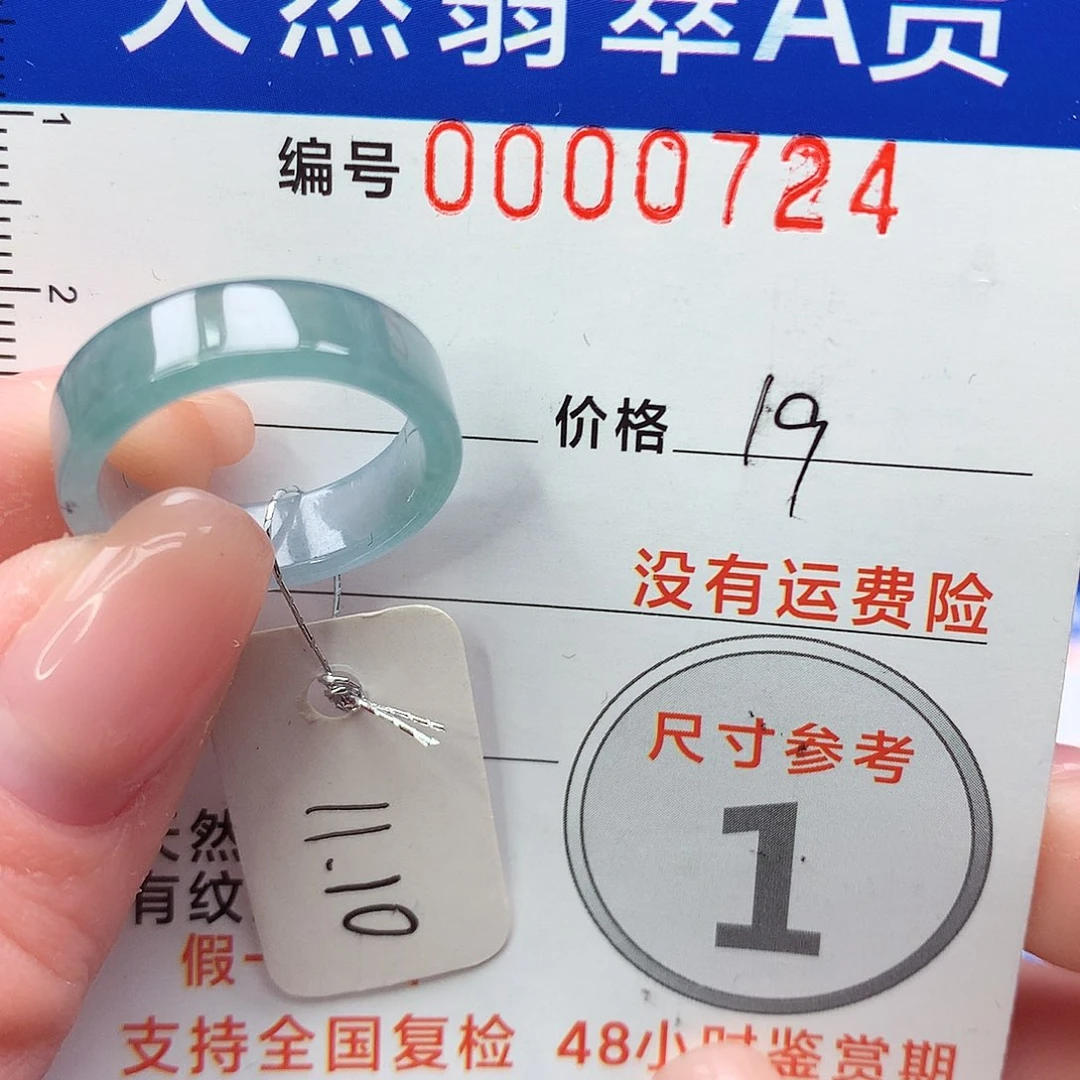 天然翡翠A货
编号 0000724
1
2
价格 19
没有运费险
尺寸参考
1
11.10
天然
有纹
假一
支持全国复检 48小时鉴赏期